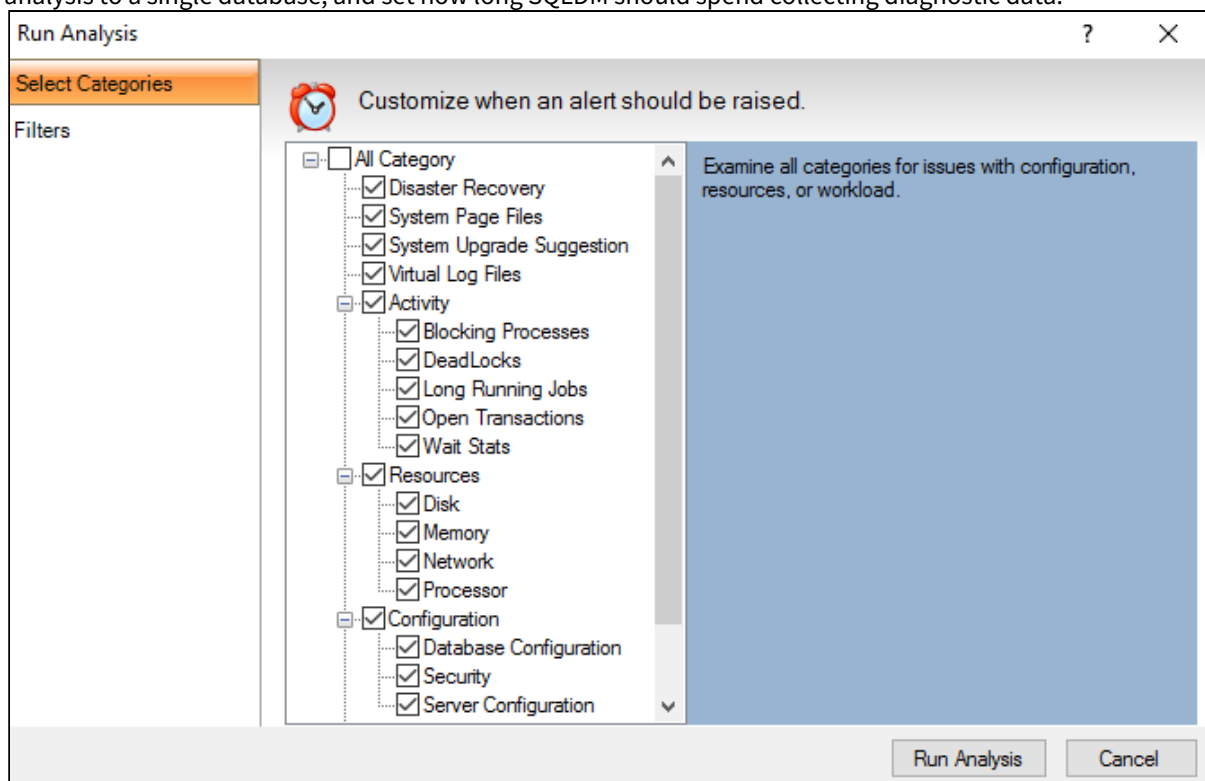 analysis to a single database, and set how long SQLDM should spend collecting diagnostic data.
Run Analysis
?
Select Categories
Filters
Customize when an alert should be raised.
All Category
Disaster Recovery
System Page Files
System Upgrade Suggestion
Virtual Log Files
Activity
Blocking Processes
DeadLocks
Long Running Jobs
Open Transactions
Wait Stats
Resources
Disk
Memory
Network
Processor
Configuration
Database Configuration
Security
Server Configuration
Examine all categories for issues with configuration,
resources, or workload.
Run Analysis
Cancel